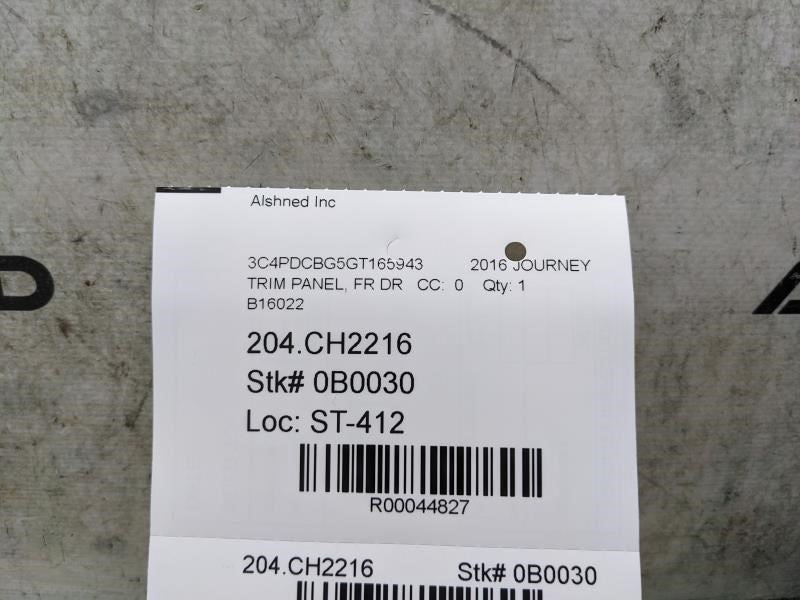 Alshned Inc
3C4PDCBG5GT165943 2016 JOURNEY
TRIM PANEL, FR DR CC: 0 Qty: 1
B16022
204.CH2216
Stk# 0B0030
Loc: ST-412
R00044827
204.CH2216 Stk# 0B0030